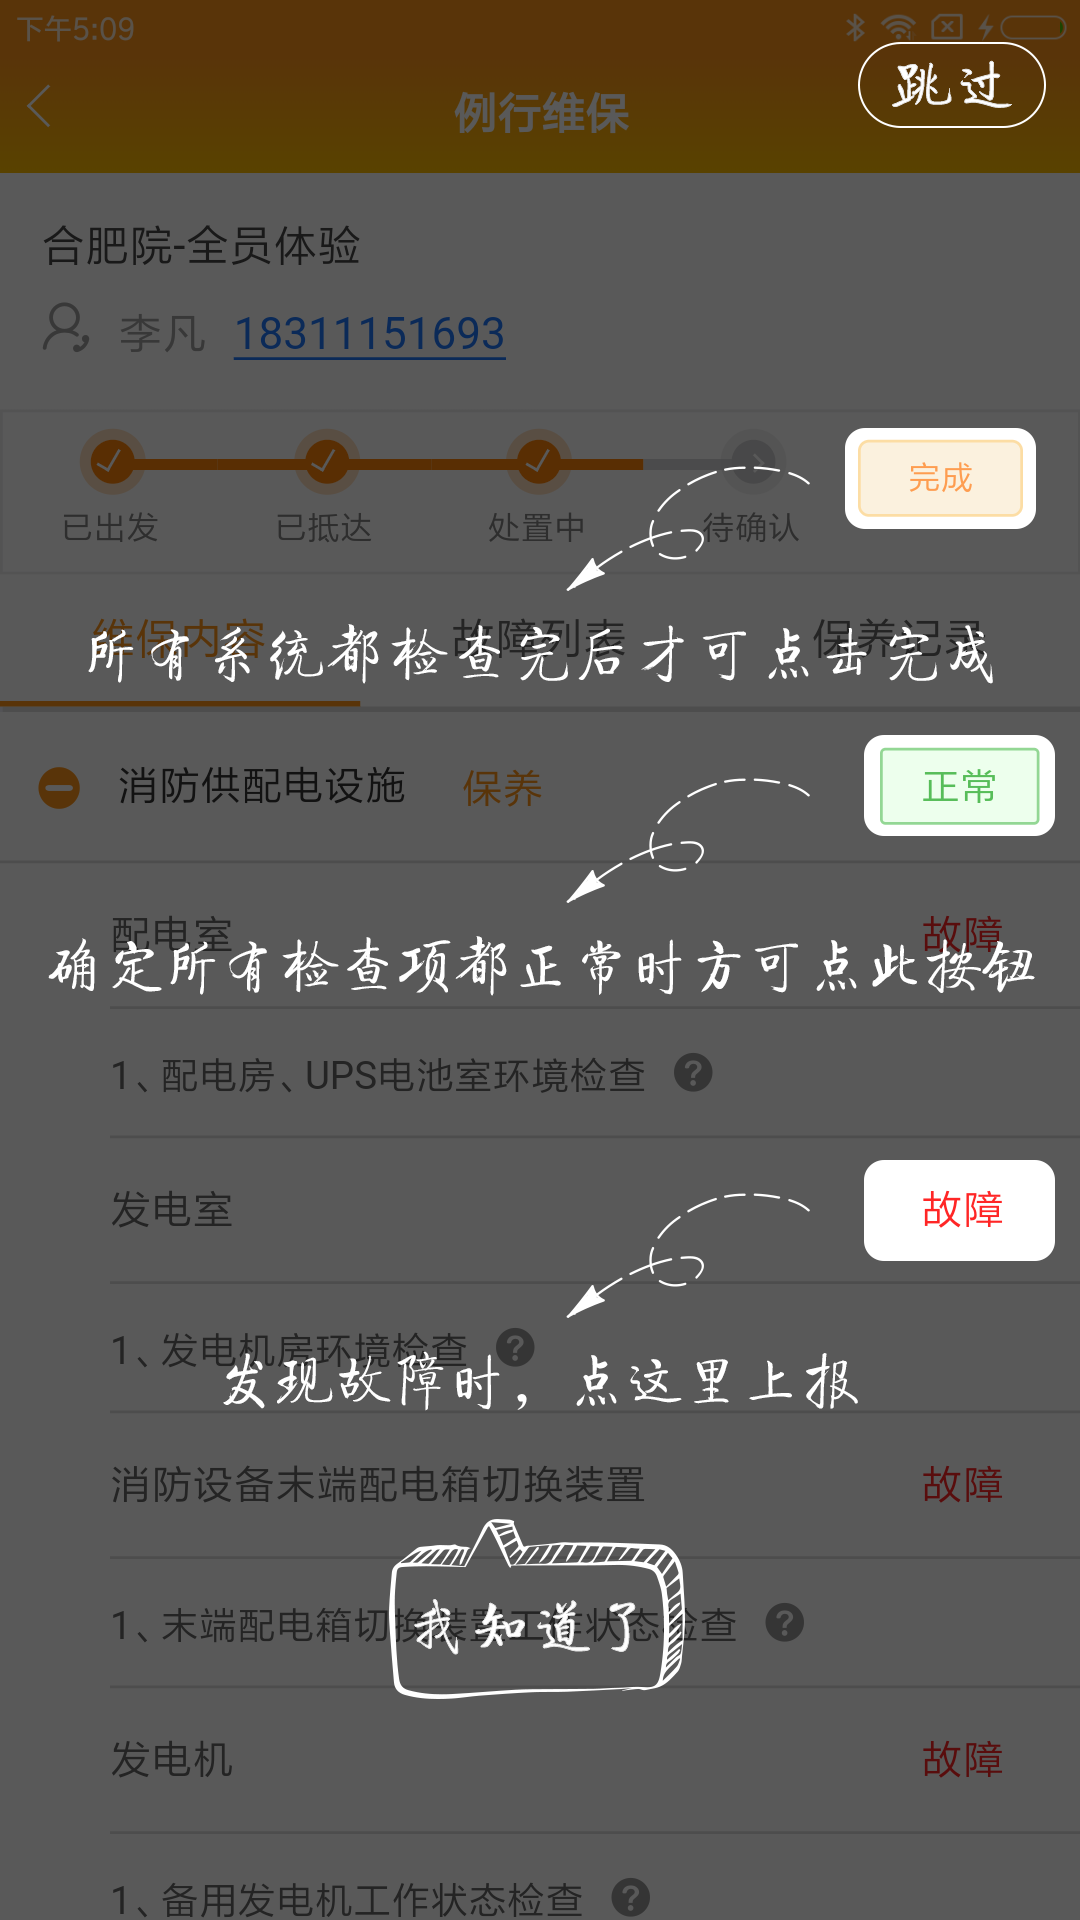 下午5:09
跳过
例行维保
合肥院-全员体验
李凡 18311151693
完成
已出发 已抵达 处置中 待确认
维保内容 故障列表 保养记录
所有系统都检查完后才可点击完成
消防供配电设施 保养 正常
配电室 故障
确定所有检查项都正常时方可点此按钮
1、配电房、UPS电池室环境检查
发电室 故障
1、发电机房环境检查
发现故障时，点这里上报
消防设备末端配电箱切换装置 故障
1、末端配电箱切换装置工作状态检查
我知道了
发电机 故障
1、备用发电机工作状态检查